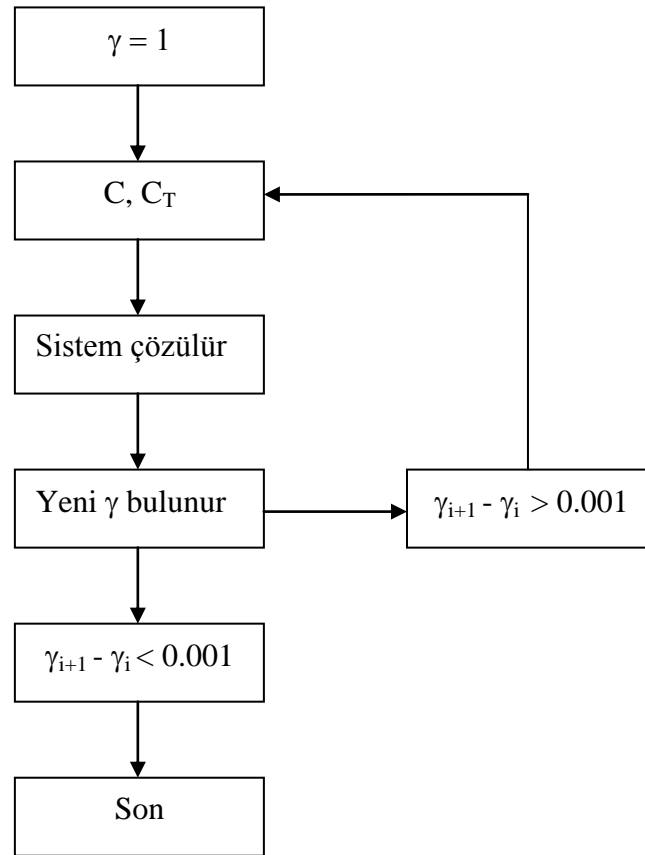 γ = 1
C, C_T
Sistem çözülür
Yeni γ bulunur
γ_{i+1} - γ_i > 0.001
γ_{i+1} - γ_i < 0.001
Son